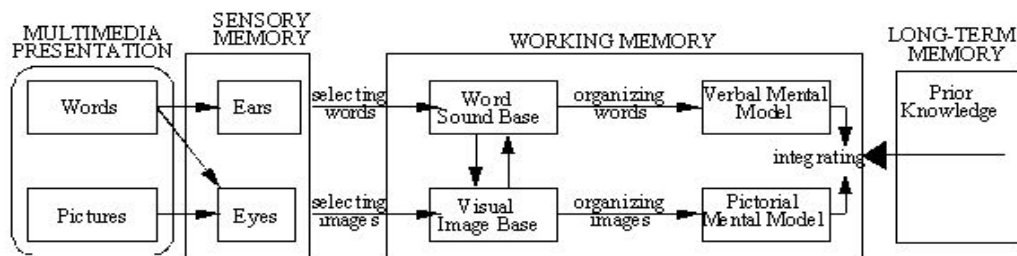 MULTIMEDIA
PRESENTATION
SENSORY
MEMORY
WORKING MEMORY
LONG-TERM
MEMORY
Words
Ears
selecting
words
Word
Sound Base
organizing
words
Verbal Mental
Model
Prior
Knowledge
integrating
Pictures
Eyes
selecting
images
Visual
Image Base
organizing
images
Pictorial
Mental Model